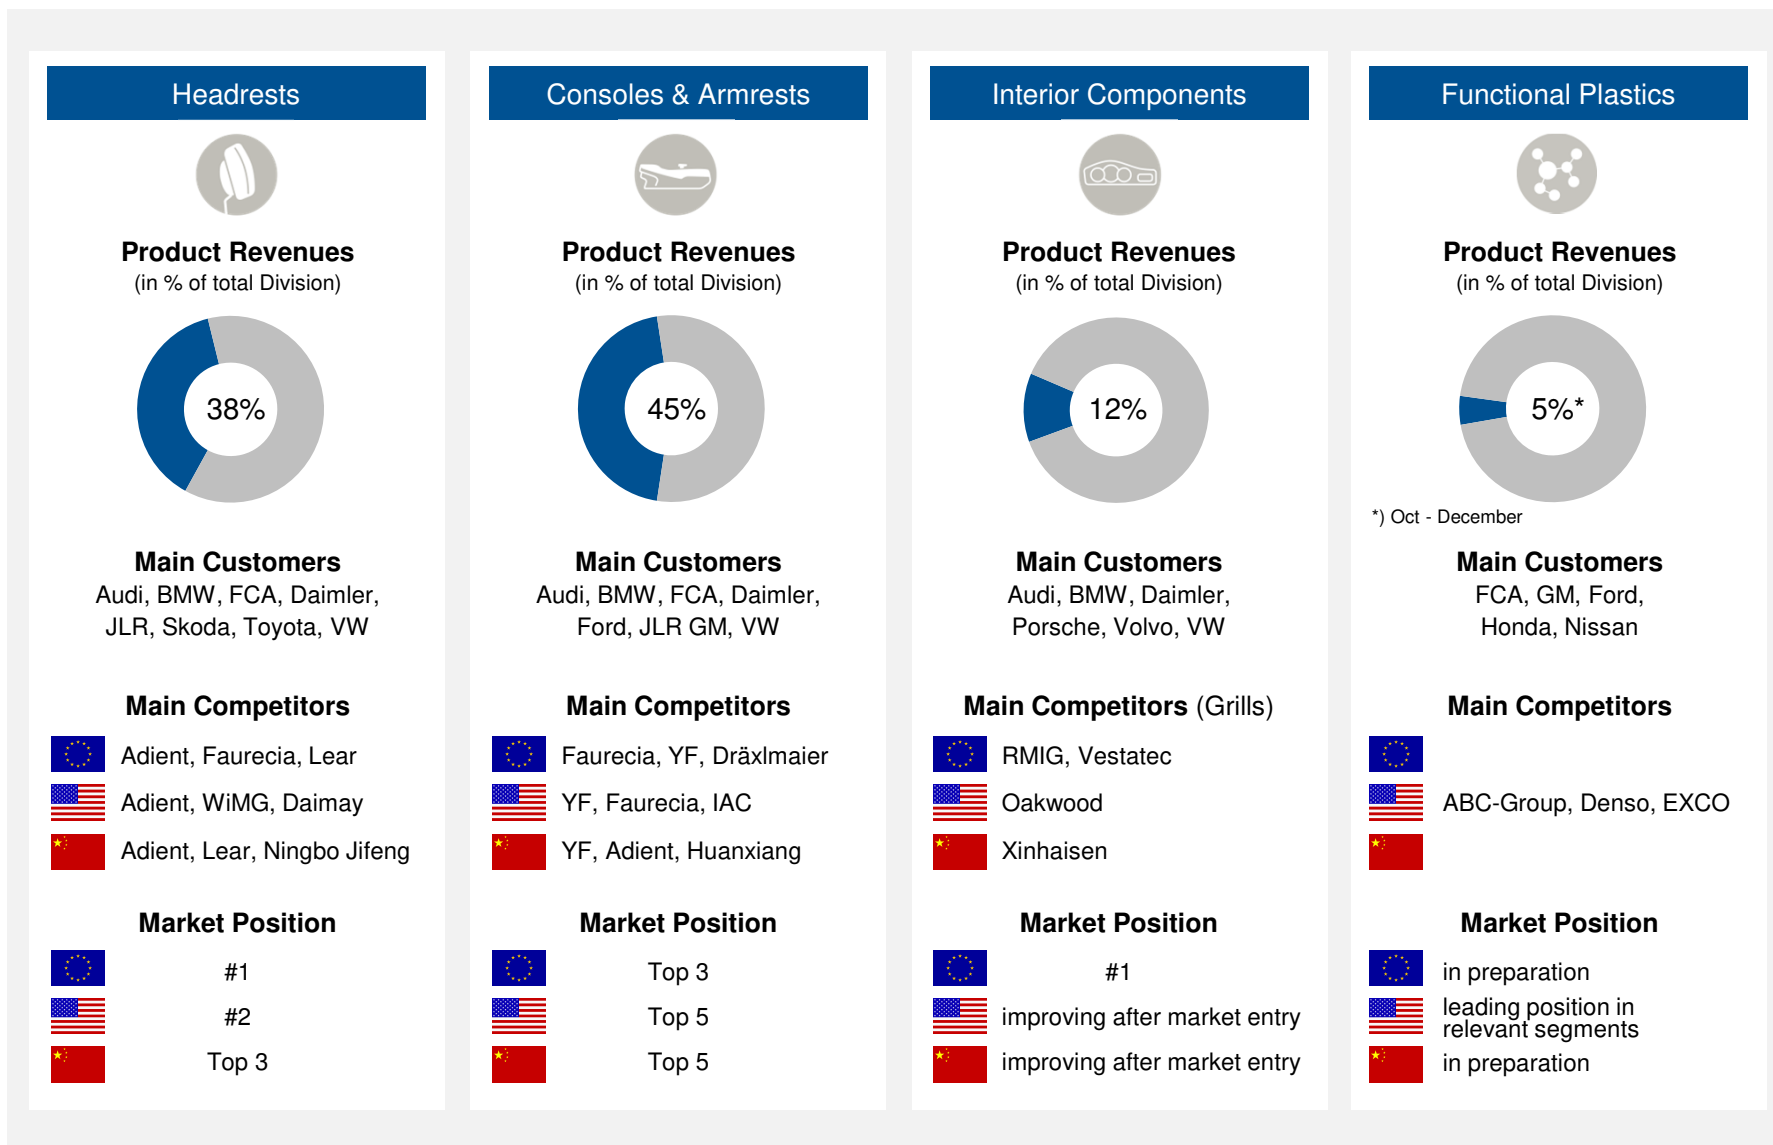 Headrests
Product Revenues
(in % of total Division)
38%
Main Customers
Audi, BMW, FCA, Daimler,
JLR, Skoda, Toyota, VW
Main Competitors
Adient, Faurecia, Lear
Adient, WiMG, Daimay
Adient, Lear, Ningbo Jifeng
Market Position
#1
#2
Top 3
Consoles & Armrests
Product Revenues
(in % of total Division)
45%
Main Customers
Audi, BMW, FCA, Daimler,
Ford, JLR GM, VW
Main Competitors
Faurecia, YF, Dräxlmaier
YF, Faurecia, IAC
YF, Adient, Huanxiang
Market Position
Top 3
Top 5
Top 5
Interior Components
Product Revenues
(in % of total Division)
12%
Main Customers
Audi, BMW, Daimler,
Porsche, Volvo, VW
Main Competitors (Grills)
RMIG, Vestatec
Oakwood
Xinhaisen
Market Position
#1
improving after market entry
improving after market entry
Functional Plastics
Product Revenues
(in % of total Division)
5%*
*) Oct - December
Main Customers
FCA, GM, Ford,
Honda, Nissan
Main Competitors
ABC-Group, Denso, EXCO
Market Position
in preparation
leading position in
relevant segments
in preparation